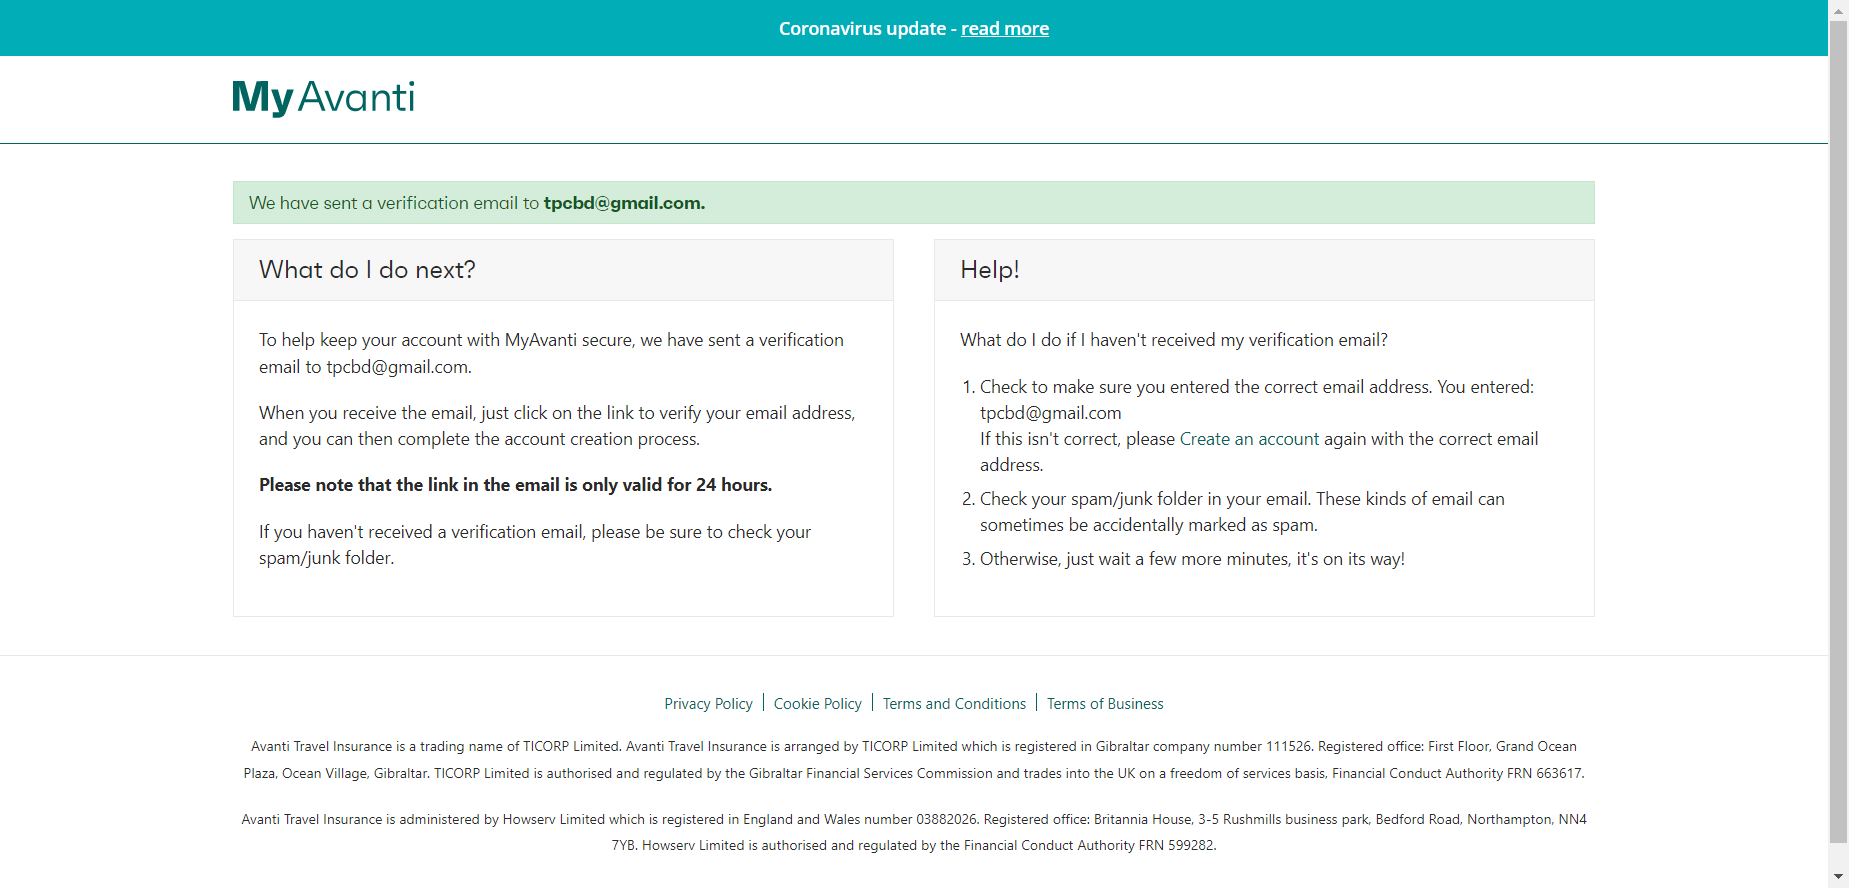 Coronavirus update - read more
MyAvanti
We have sent a verification email to tpcbd@gmail.com.
What do I do next?
To help keep your account with MyAvanti secure, we have sent a verification
email to tpcbd@gmail.com.
When you receive the email, just click on the link to verify your email address,
and you can then complete the account creation process.
Please note that the link in the email is only valid for 24 hours.
If you haven't received a verification email, please be sure to check your
spam/junk folder.
Help!
What do I do if I haven't received my verification email?
1. Check to make sure you entered the correct email address. You entered:
tpcbd@gmail.com
If this isn't correct, please Create an account again with the correct email
address.
2. Check your spam/junk folder in your email. These kinds of email can
sometimes be accidentally marked as spam.
3. Otherwise, just wait a few more minutes, it's on its way!
Privacy Policy | Cookie Policy | Terms and Conditions | Terms of Business
Avanti Travel Insurance is a trading name of TICORP Limited. Avanti Travel Insurance is arranged by TICORP Limited which is registered in Gibraltar company number 111526. Registered office: First Floor, Grand Ocean
Plaza, Ocean Village, Gibraltar. TICORP Limited is authorised and regulated by the Gibraltar Financial Services Commission and trades into the UK on a freedom of services basis, Financial Conduct Authority FRN 663617.
Avanti Travel Insurance is administered by Howserv Limited which is registered in England and Wales number 03882026. Registered office: Britannia House, 3-5 Rushmills business park, Bedford Road, Northampton, NN4
7YB. Howserv Limited is authorised and regulated by the Financial Conduct Authority FRN 599282.